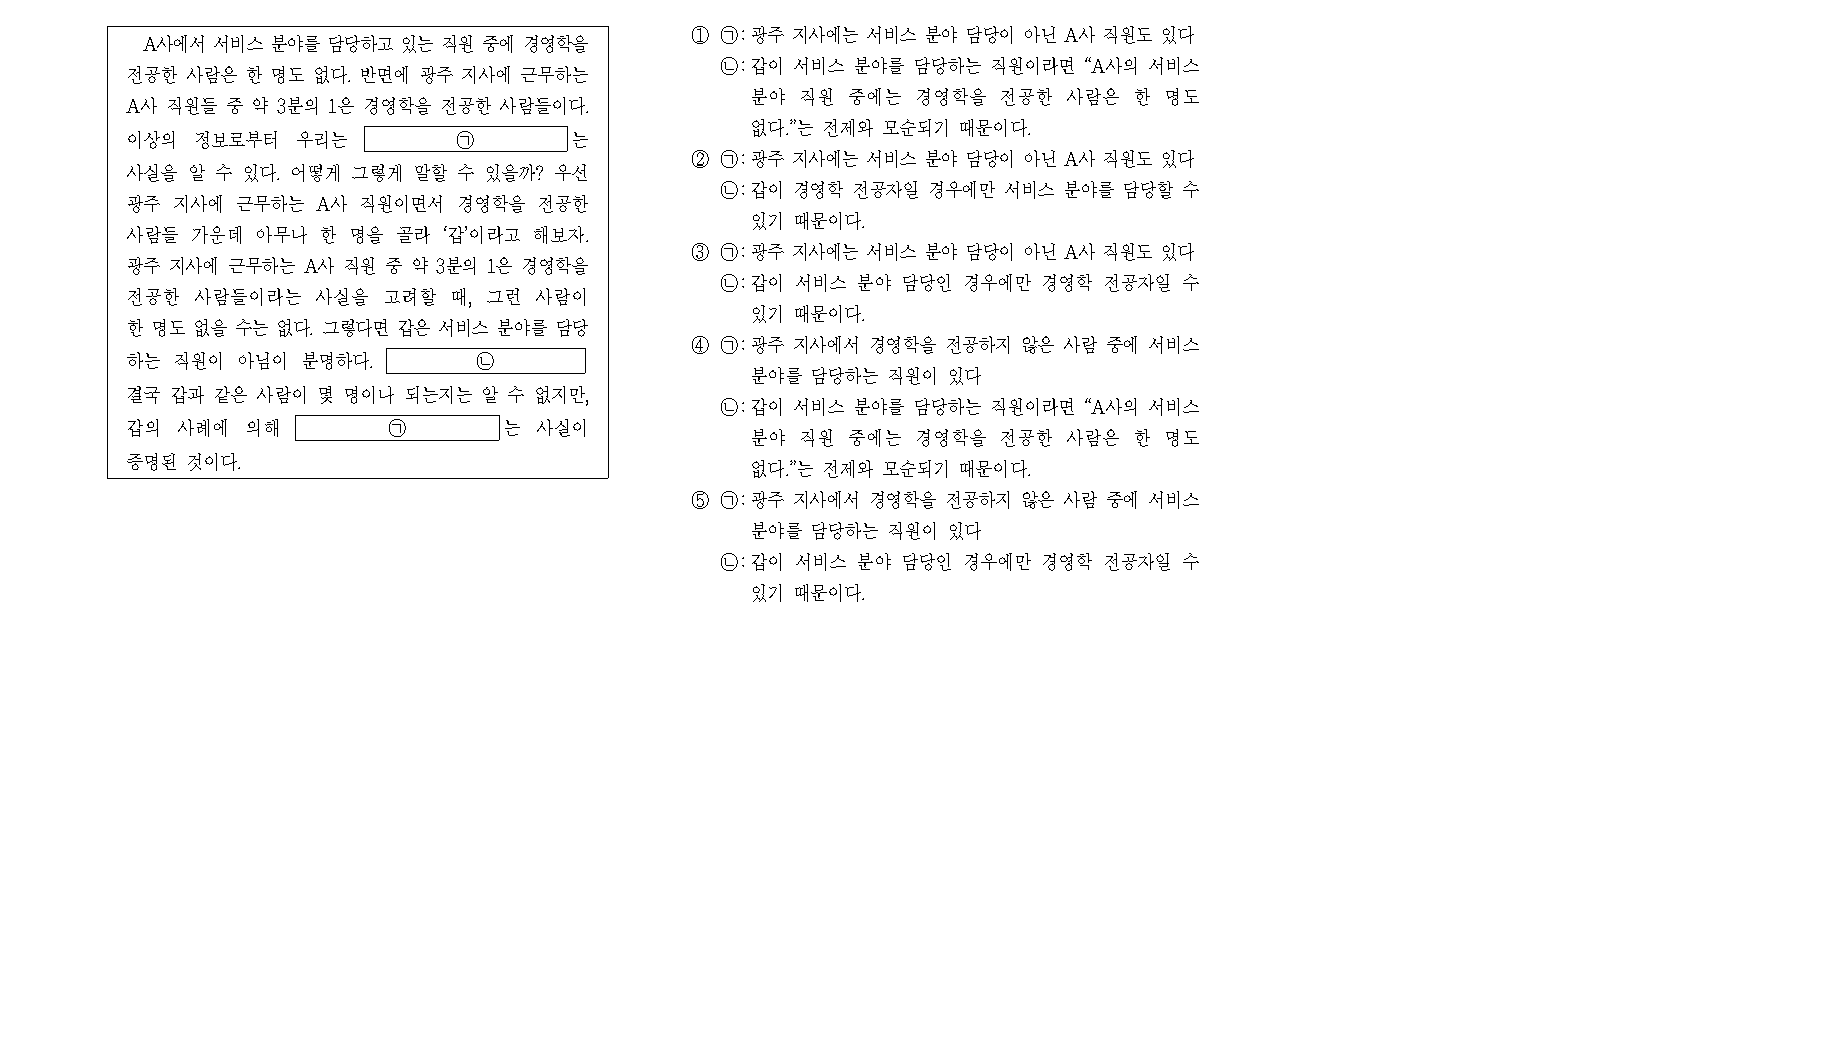 A사에서 서비스 분야를 담당하고 있는 직원 중에 경영학을
전공한 사람은 한 명도 없다. 반면에 광주 지사에 근무하는
A사 직원들 중 약 3분의 1은 경영학을 전공한 사람들이다.
이상의 정보로부터 우리는 ㉠ 는
사실을 알 수 있다. 어떻게 그렇게 말할 수 있을까? 우선
광주 지사에 근무하는 A사 직원이면서 경영학을 전공한
사람들 가운데 아무나 한 명을 골라 ‘갑’이라고 해보자.
광주 지사에 근무하는 A사 직원 중 약 3분의 1은 경영학을
전공한 사람들이라는 사실을 고려할 때, 그런 사람이
한 명도 없을 수는 없다. 그렇다면 갑은 서비스 분야를 담당
하는 직원이 아님이 분명하다. ㉡
결국 갑과 같은 사람이 몇 명이나 되는지는 알 수 없지만,
갑의 사례에 의해 ㉠ 는 사실이
증명된 것이다.
① ㉠: 광주 지사에는 서비스 분야 담당이 아닌 A사 직원도 있다
㉡: 갑이 서비스 분야를 담당하는 직원이라면 “A사의 서비스
분야 직원 중에는 경영학을 전공한 사람은 한 명도
없다.”는 전제와 모순되기 때문이다.
② ㉠: 광주 지사에는 서비스 분야 담당이 아닌 A사 직원도 있다
㉡: 갑이 경영학 전공자일 경우에만 서비스 분야를 담당할 수
있기 때문이다.
③ ㉠: 광주 지사에는 서비스 분야 담당이 아닌 A사 직원도 있다
㉡: 갑이 서비스 분야 담당인 경우에만 경영학 전공자일 수
있기 때문이다.
④ ㉠: 광주 지사에서 경영학을 전공하지 않은 사람 중에 서비스
분야를 담당하는 직원이 있다
㉡: 갑이 서비스 분야를 담당하는 직원이라면 “A사의 서비스
분야 직원 중에는 경영학을 전공한 사람은 한 명도
없다.”는 전제와 모순되기 때문이다.
⑤ ㉠: 광주 지사에서 경영학을 전공하지 않은 사람 중에 서비스
분야를 담당하는 직원이 있다
㉡: 갑이 서비스 분야 담당인 경우에만 경영학 전공자일 수
있기 때문이다.